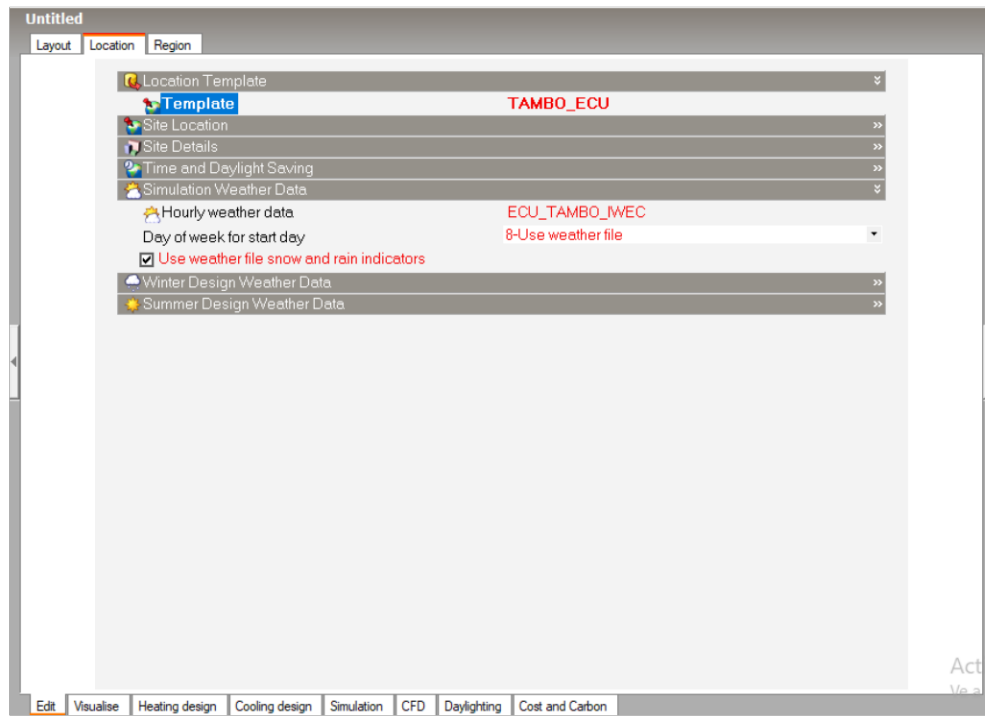 Untitled
Layout Location Region
Location Template
Template TAMBO_ECU
Site Location
Site Details
Time and Daylight Saving
Simulation Weather Data
Hourly weather data ECU_TAMBO_IWEC
Day of week for start day 8-Use weather file
Use weather file snow and rain indicators
Winter Design Weather Data
Summer Design Weather Data
Act
Ve a
Edit Visualise Heating design Cooling design Simulation CFD Daylighting Cost and Carbon